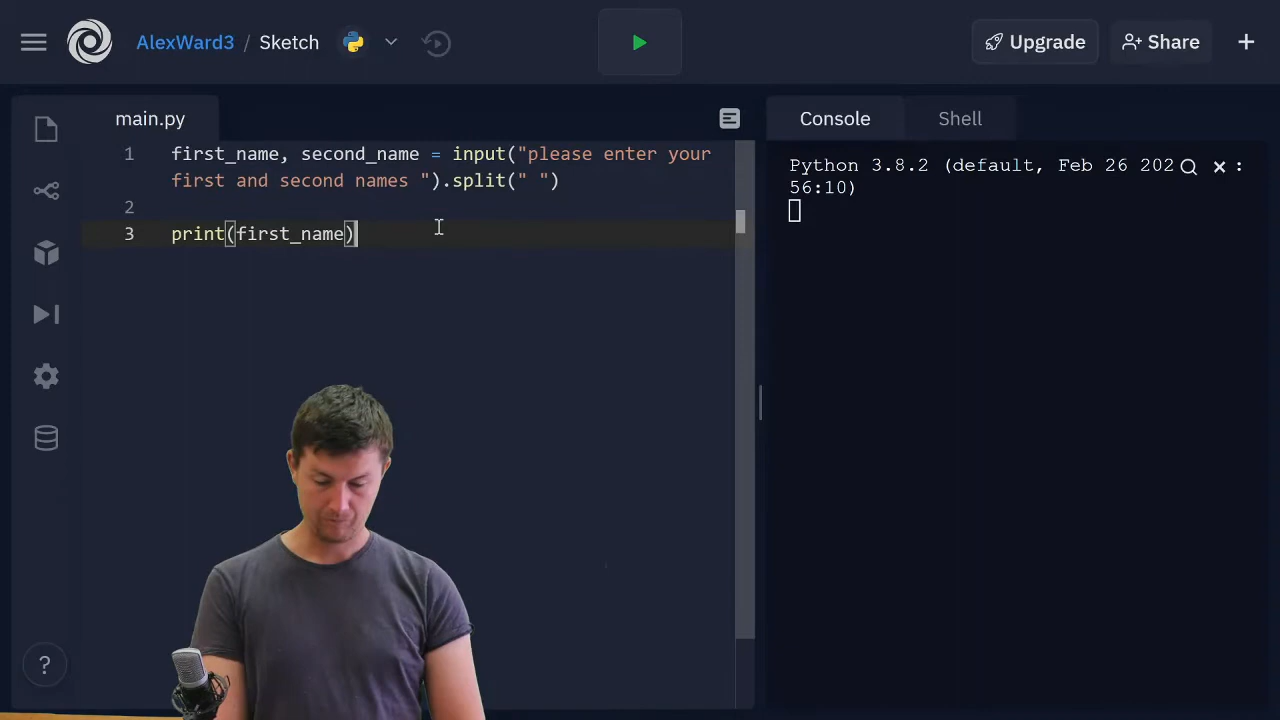 AlexWard3 / Sketch
Upgrade
Share
main.py
Console
Shell
1 first_name, second_name = input("please enter your
first and second names ").split(" ")
2
3 print(first_name)
Python 3.8.2 (default, Feb 26 202 :
56:10)
?